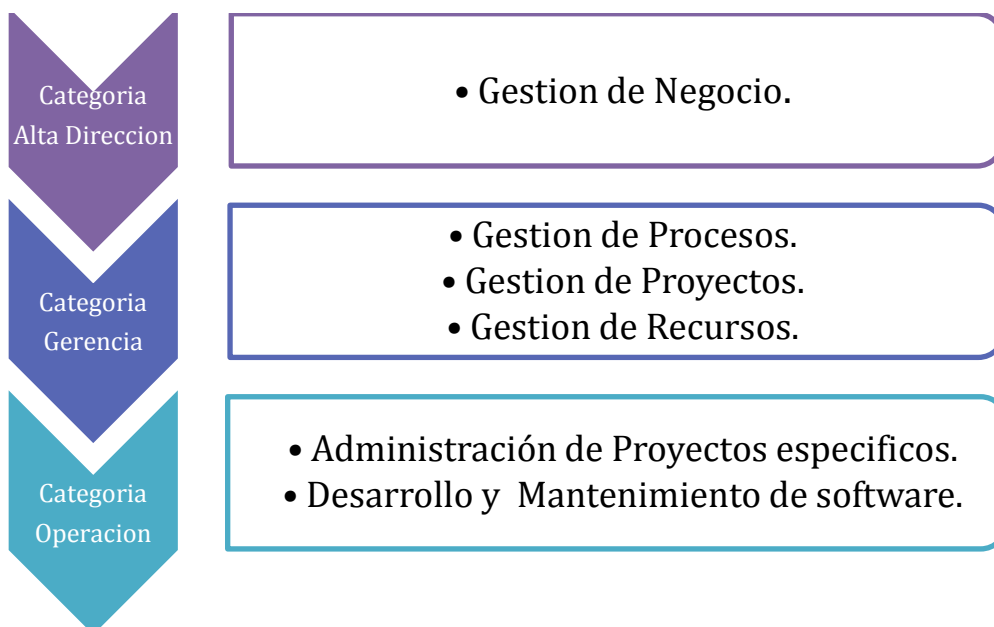 Categoria
Alta Direccion
• Gestion de Negocio.
Categoria
Gerencia
• Gestion de Procesos.
• Gestion de Proyectos.
• Gestion de Recursos.
Categoria
Operacion
• Administración de Proyectos especificos.
• Desarrollo y  Mantenimiento de software.